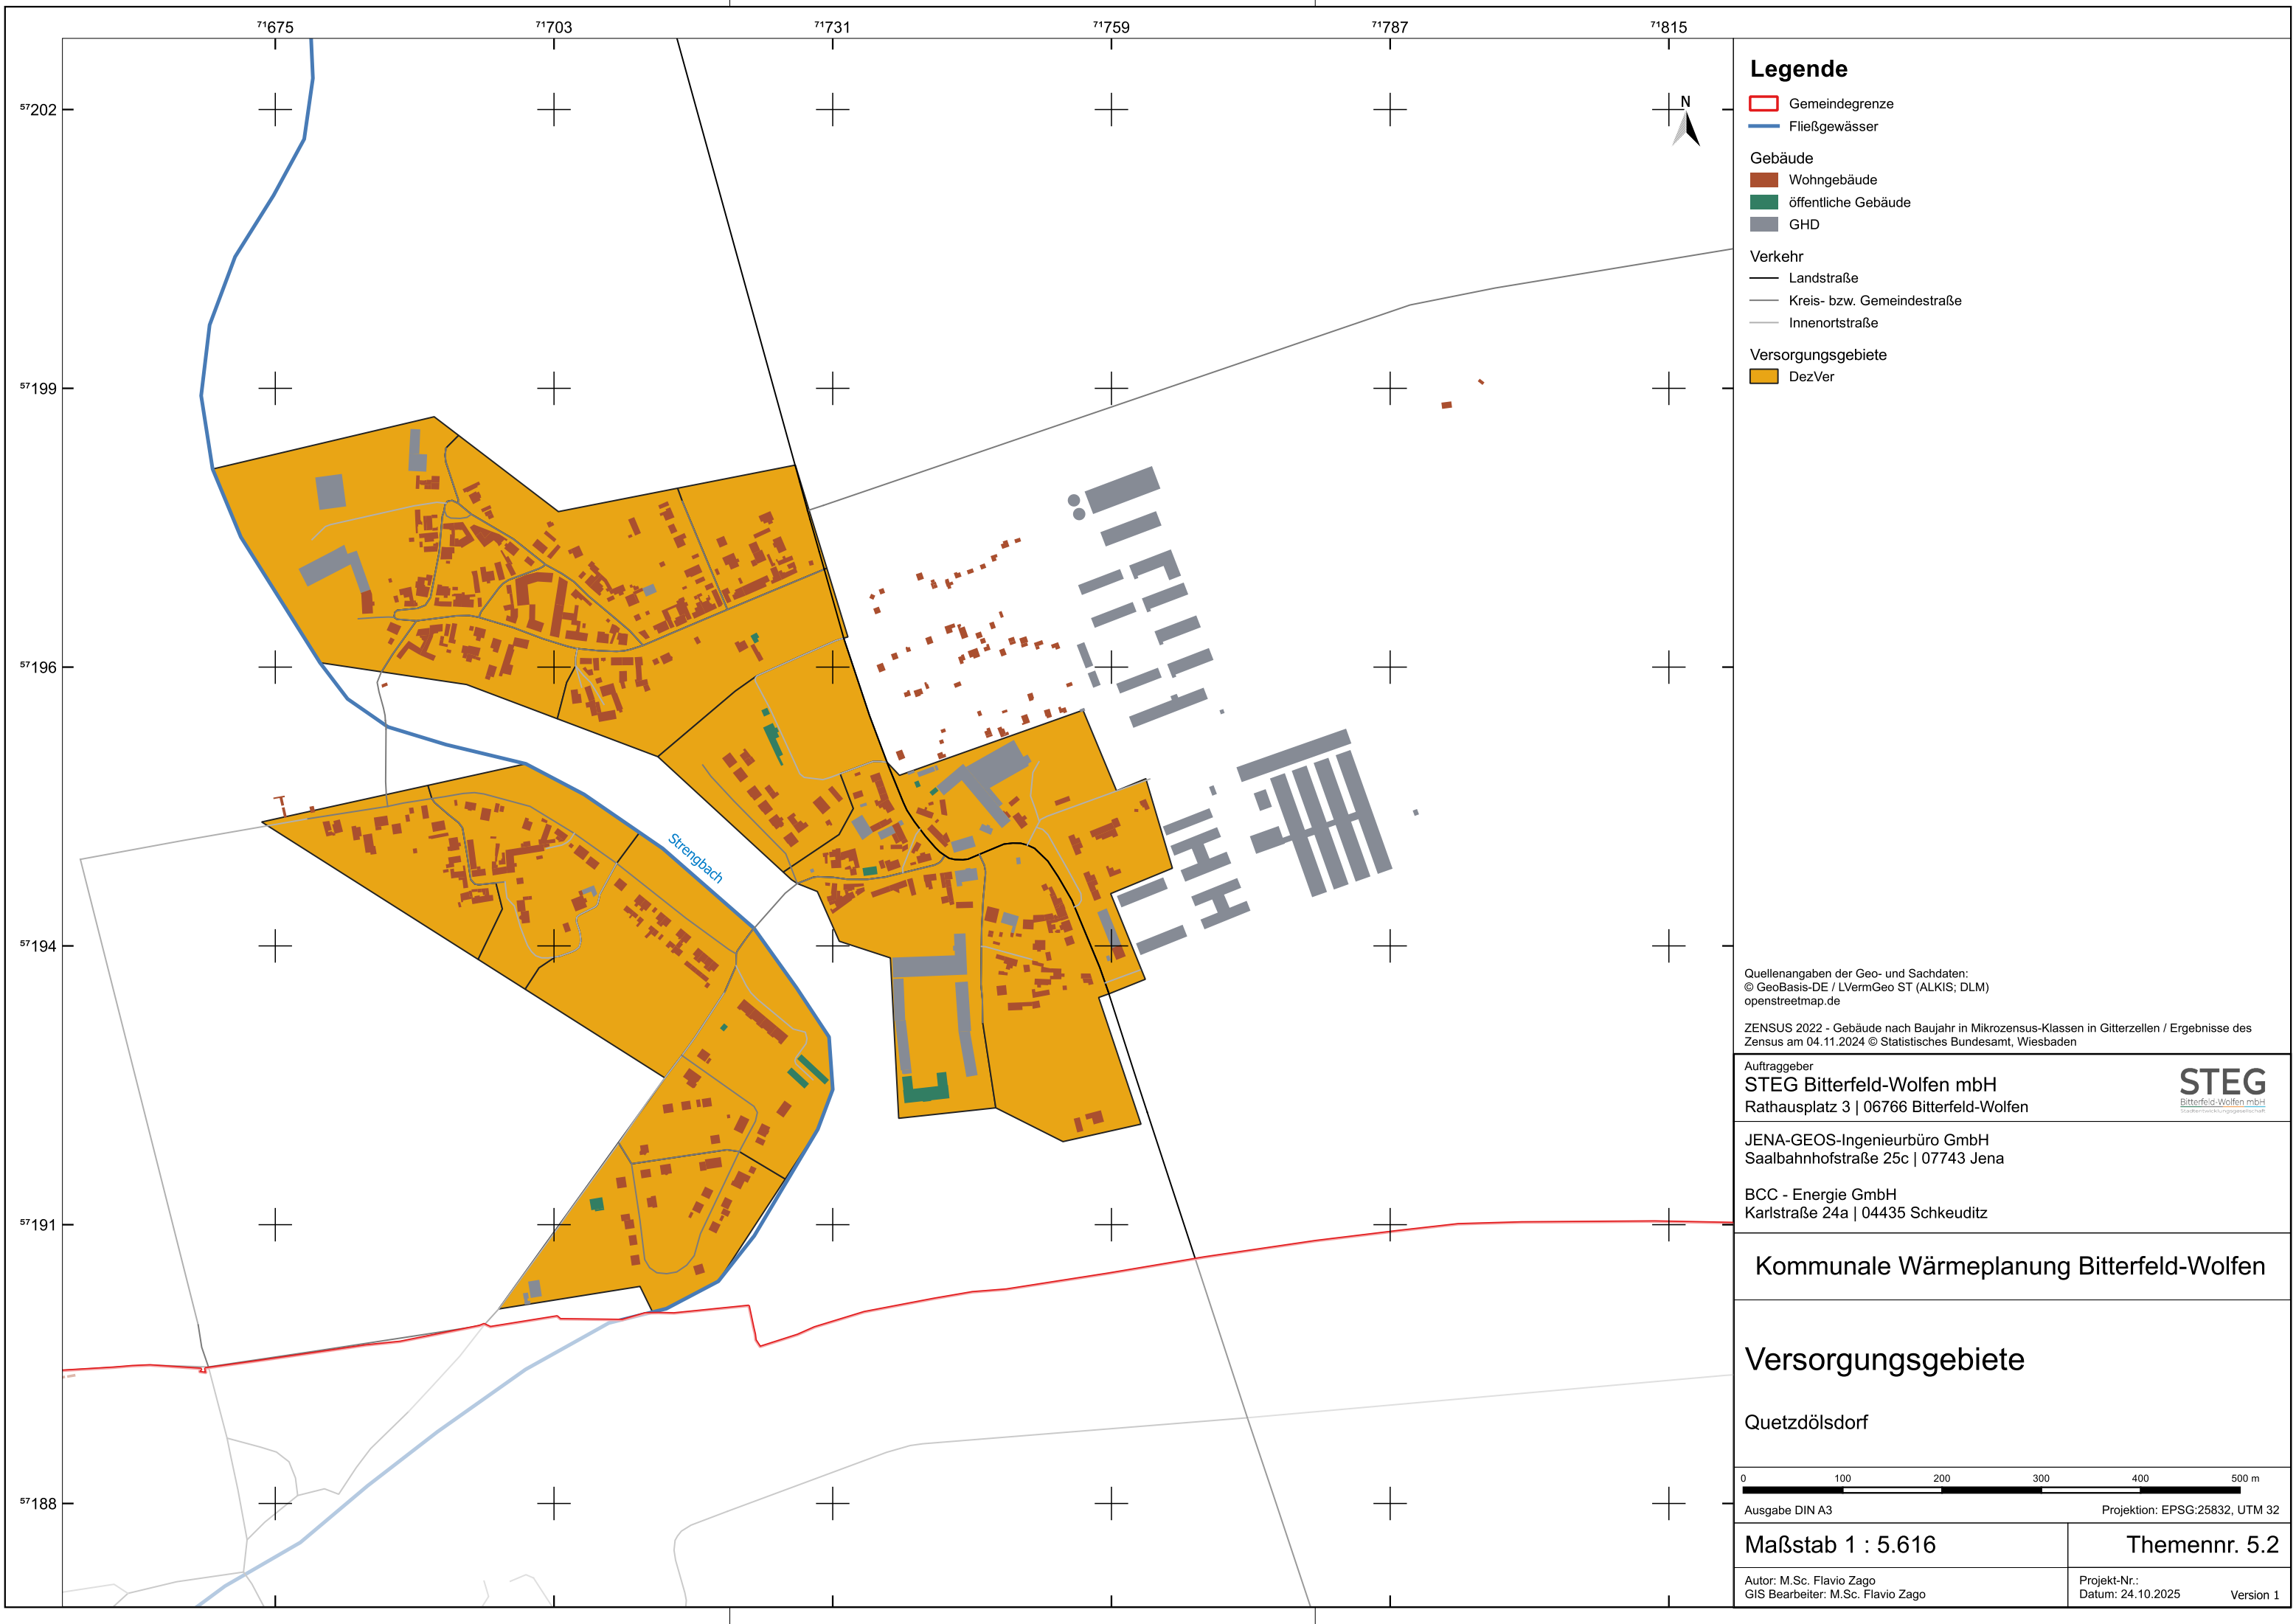 71675
71703
71731
71759
71787
71815
57202
57199
57196
57194
57191
57188
N
Strengbach
Legende
Gemeindegrenze
Fließgewässer
Gebäude
Wohngebäude
öffentliche Gebäude
GHD
Verkehr
Landstraße
Kreis- bzw. Gemeindestraße
Innenortstraße
Versorgungsgebiete
DezVer
Quellenangaben der Geo- und Sachdaten:
© GeoBasis-DE / LVermGeo ST (ALKIS; DLM)
openstreetmap.de
ZENSUS 2022 - Gebäude nach Baujahr in Mikrozensus-Klassen in Gitterzellen / Ergebnisse des
Zensus am 04.11.2024 © Statistisches Bundesamt, Wiesbaden
Auftraggeber
STEG Bitterfeld-Wolfen mbH
Rathausplatz 3 | 06766 Bitterfeld-Wolfen
STEG
Bitterfeld-Wolfen mbH
Stadtentwicklungsgesellschaft
JENA-GEOS-Ingenieurbüro GmbH
Saalbahnhofstraße 25c | 07743 Jena
BCC - Energie GmbH
Karlstraße 24a | 04435 Schkeuditz
Kommunale Wärmeplanung Bitterfeld-Wolfen
Versorgungsgebiete
Quetzdölsdorf
0 100 200 300 400 500 m
Ausgabe DIN A3 Projektion: EPSG:25832, UTM 32
Maßstab 1 : 5.616 Themennr. 5.2
Autor: M.Sc. Flavio Zago
GIS Bearbeiter: M.Sc. Flavio Zago
Projekt-Nr.:
Datum: 24.10.2025 Version 1